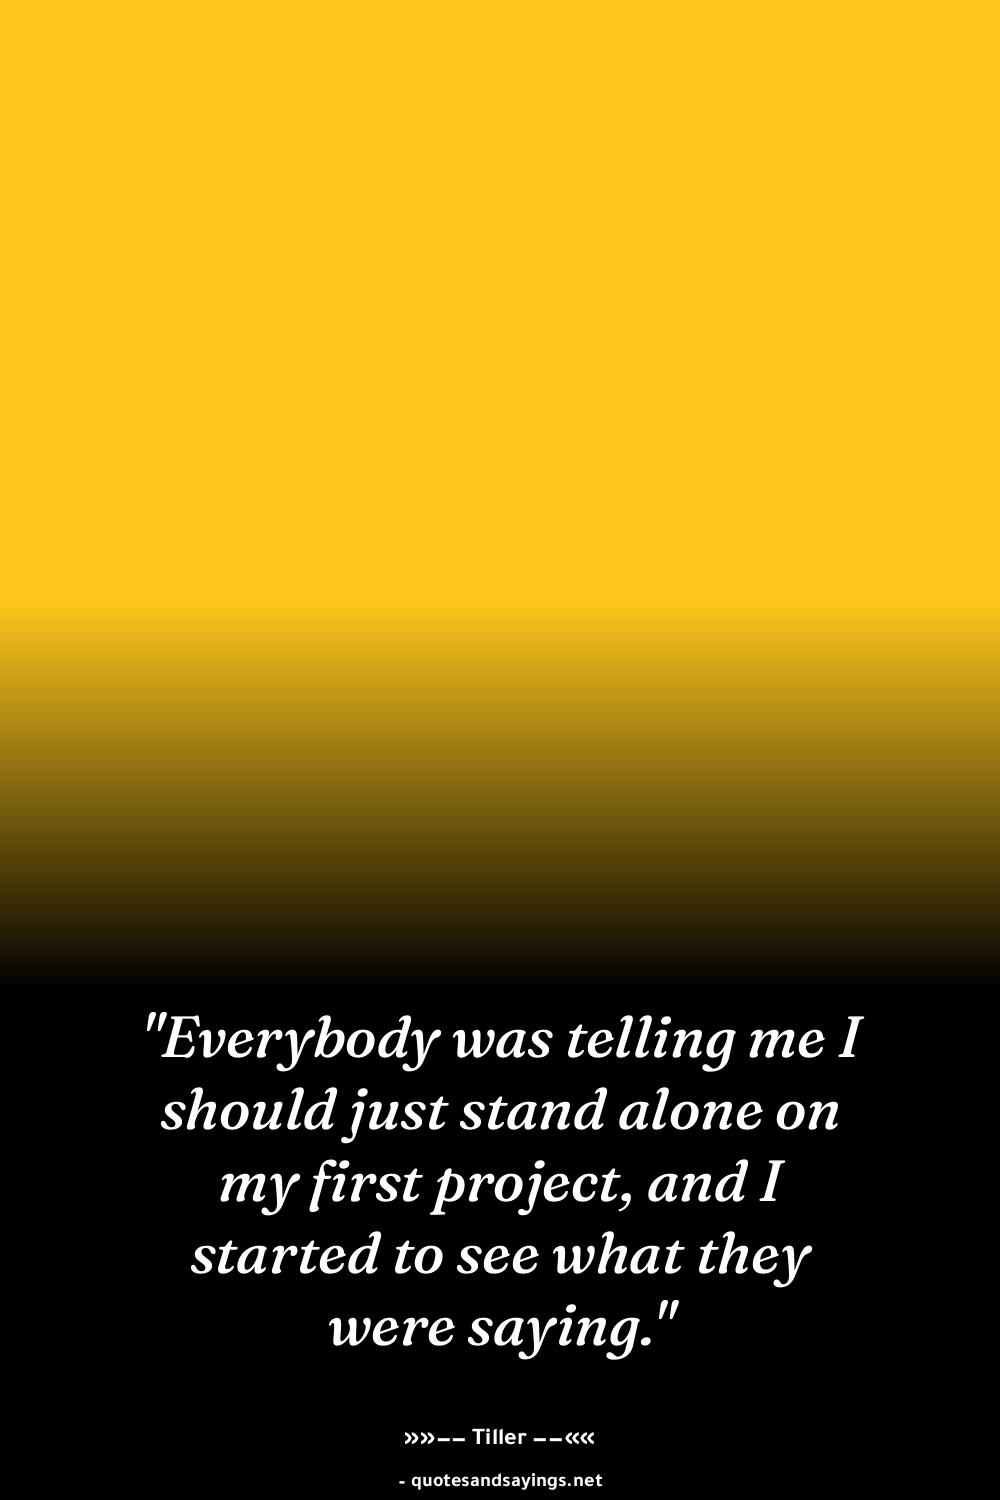 "Everybody was telling me I
should just stand alone on
my first project, and I
started to see what they
were saying."
»»−− Tiller −−««
- quotesandsayings.net